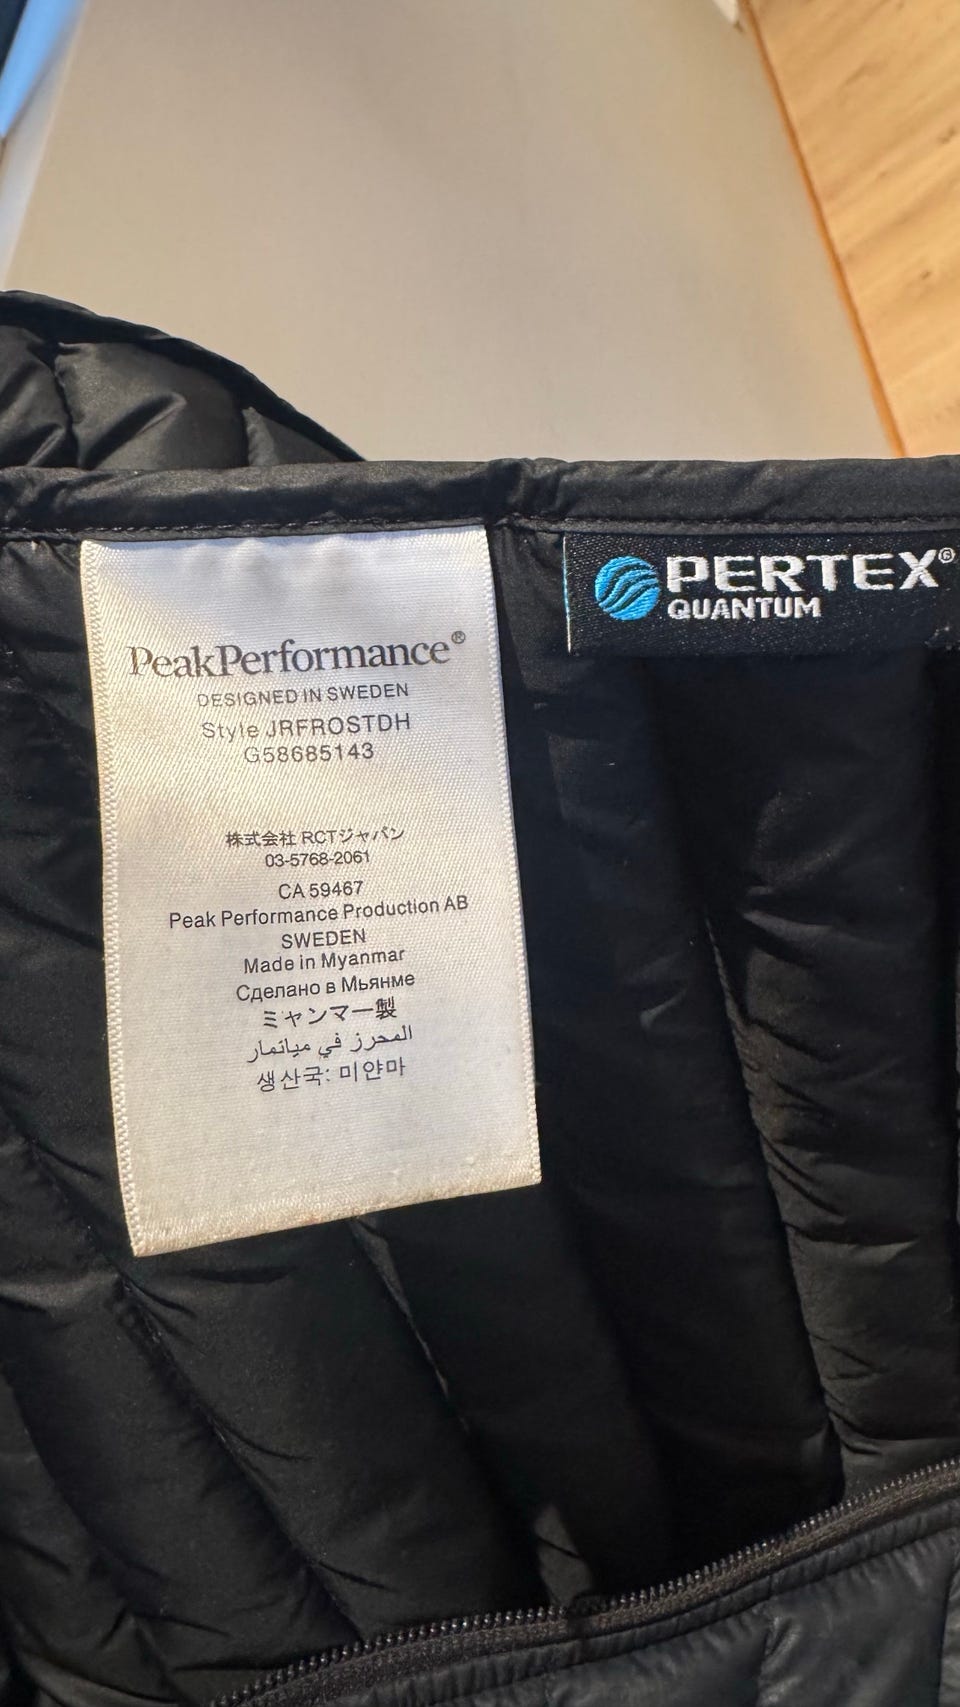 PeakPerformance®
DESIGNED IN SWEDEN
Style JRFROSTDH
G58685143
株式会社 RCTジャパン
03-5768-2061
CA 59467
Peak Performance Production AB
SWEDEN
Made in Myanmar
Сделано в Мьянме
ミャンマー製
المحرز في ميانمار
생산국: 미얀마
PERTEX®
QUANTUM